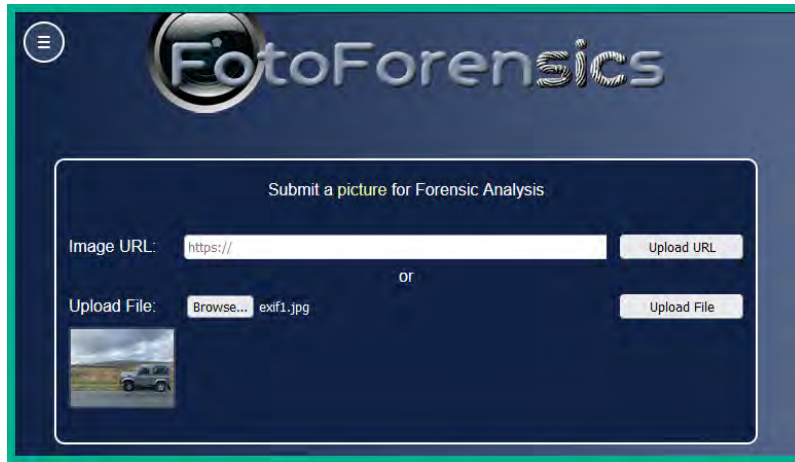 FotoForensics
Submit a picture for Forensic Analysis
Image URL: https:// Upload URL
or
Upload File: Browse... exif1.jpg Upload File